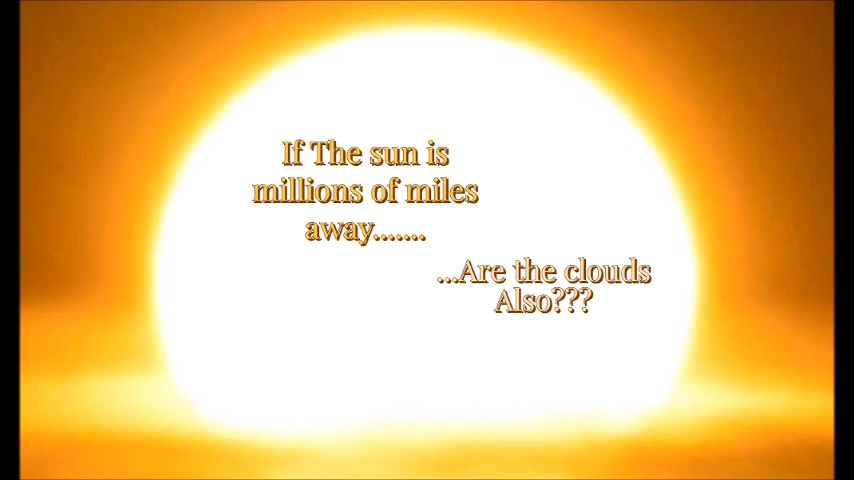 If The sun is
millions of miles
away.......
...Are the clouds
Also???